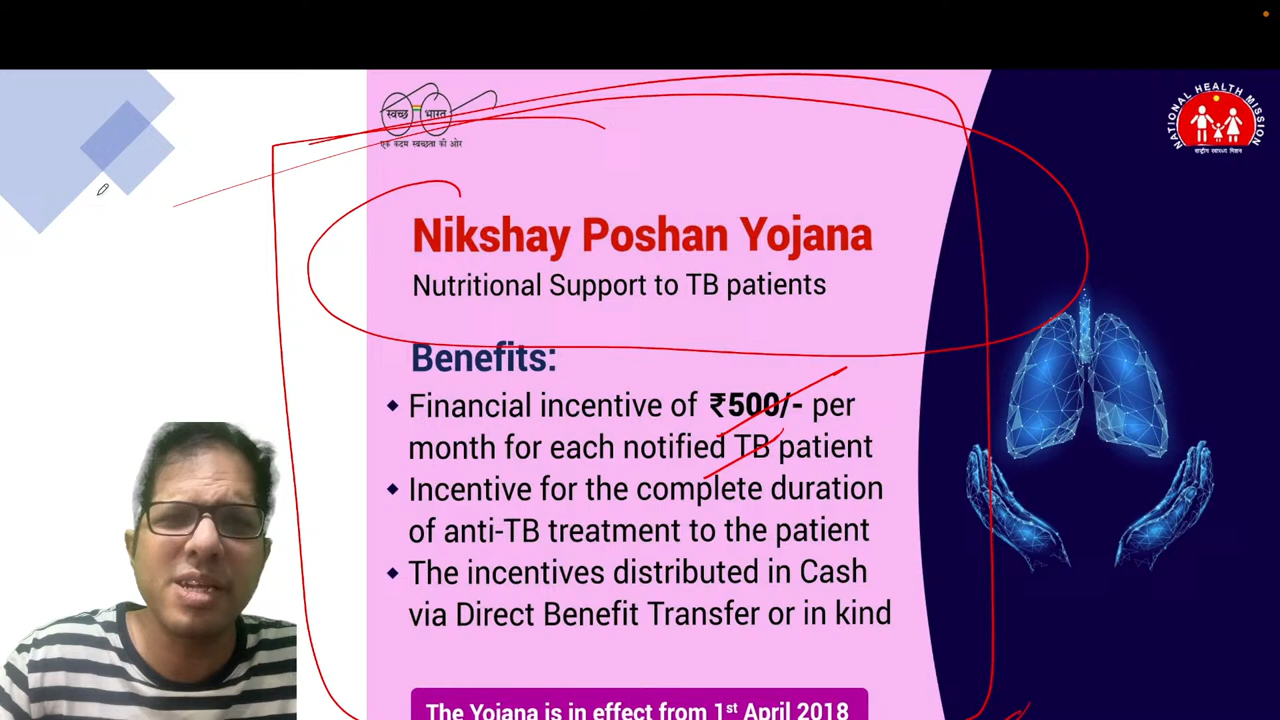 स्वच्छ भारत
एक कदम स्वच्छता की ओर
NATIONAL HEALTH MISSION
राष्ट्रीय स्वास्थ्य मिशन
Nikshay Poshan Yojana
Nutritional Support to TB patients
Benefits:
◆ Financial incentive of ₹500/- per
month for each notified TB patient
◆ Incentive for the complete duration
of anti-TB treatment to the patient
◆ The incentives distributed in Cash
via Direct Benefit Transfer or in kind
The Yojana is in effect from 1st April 2018